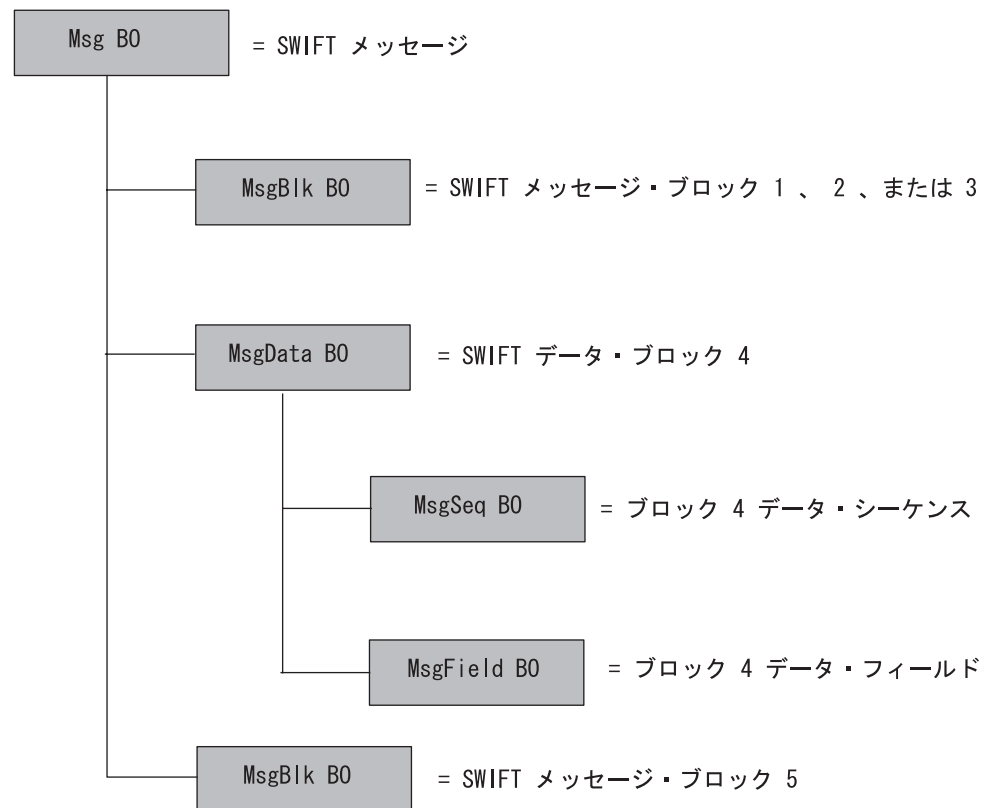 Msg BO = SWIFT メッセージ
MsgBlk BO = SWIFT メッセージ・ブロック 1 、 2 、または 3
MsgData BO = SWIFT データ・ブロック 4
MsgSeq BO = ブロック 4 データ・シーケンス
MsgField BO = ブロック 4 データ・フィールド
MsgBlk BO = SWIFT メッセージ・ブロック 5